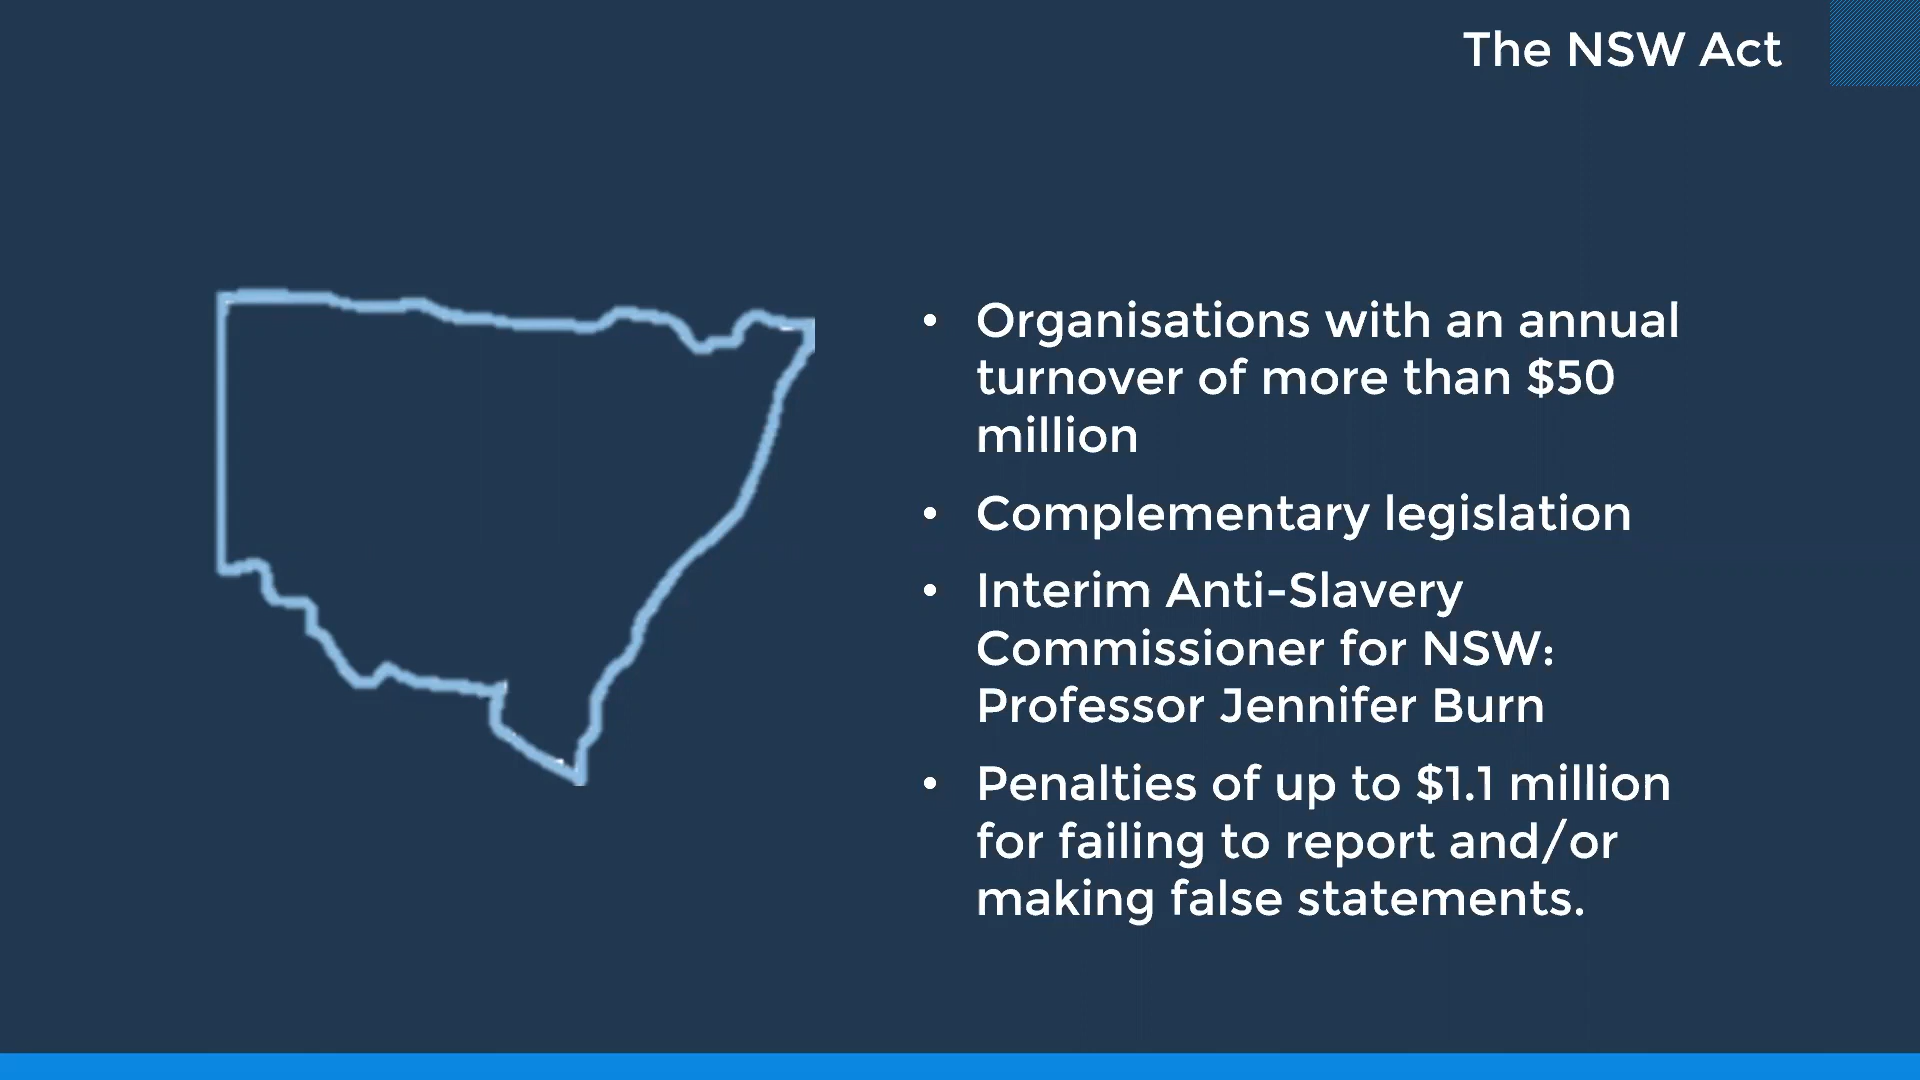 The NSW Act
• Organisations with an annual
turnover of more than $50
million
• Complementary legislation
• Interim Anti-Slavery
Commissioner for NSW:
Professor Jennifer Burn
• Penalties of up to $1.1 million
for failing to report and/or
making false statements.